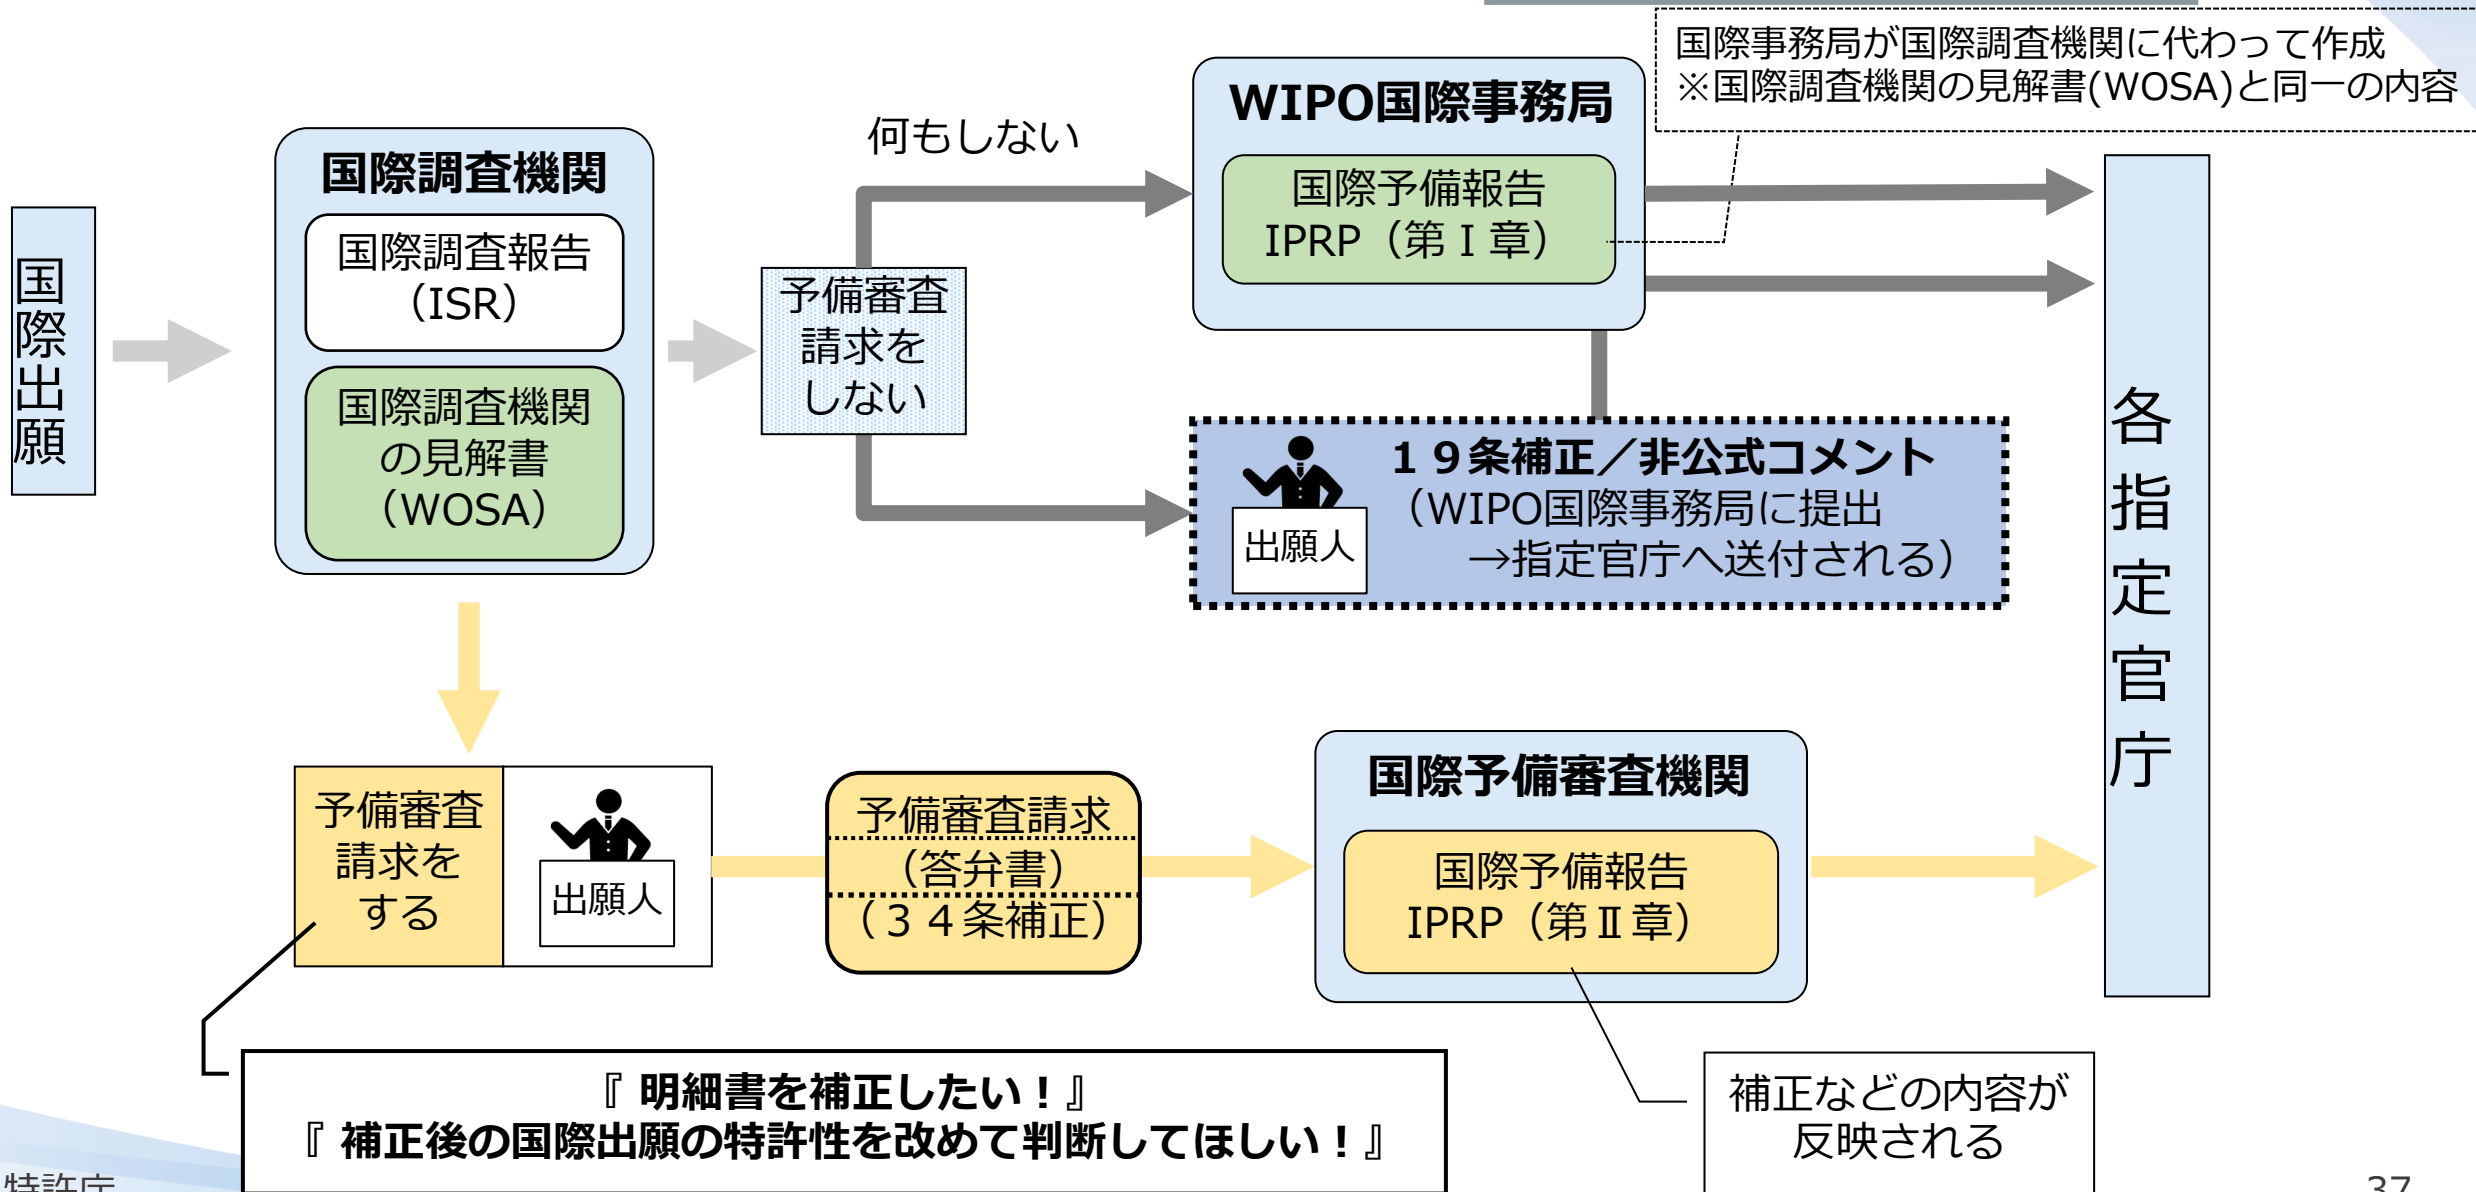 国際事務局が国際調査機関に代わって作成
※国際調査機関の見解書(WOSA)と同一の内容
国際出願
国際調査機関
国際調査報告
（ISR）
国際調査機関
の見解書
（WOSA）
何もしない
予備審査
請求を
しない
WIPO国際事務局
国際予備報告
IPRP（第Ⅰ章）
１９条補正／非公式コメント
（WIPO国際事務局に提出
→指定官庁へ送付される）
出願人
各指定官庁
予備審査
請求を
する
出願人
予備審査請求
（答弁書）
（３４条補正）
国際予備審査機関
国際予備報告
IPRP（第Ⅱ章）
『 明細書を補正したい！』
『 補正後の国際出願の特許性を改めて判断してほしい！』
補正などの内容が
反映される
特許庁
37